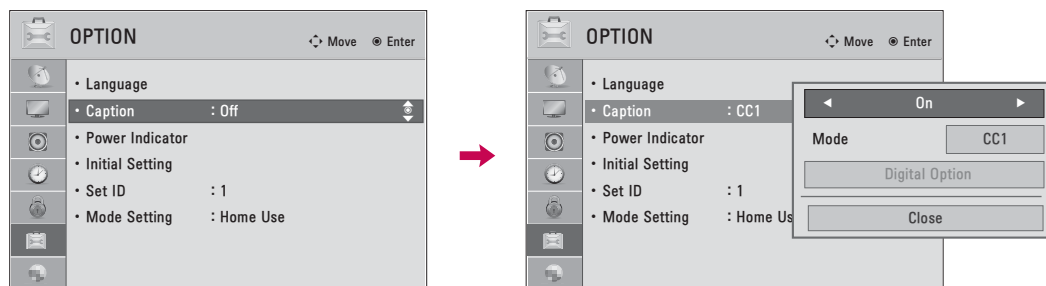 OPTION
Move Enter
• Language
• Caption : Off
• Power Indicator
• Initial Setting
• Set ID : 1
• Mode Setting : Home Use
OPTION
Move Enter
• Language
• Caption : CC1
• Power Indicator
• Initial Setting
• Set ID : 1
• Mode Setting : Home Us
◀ On ▶
Mode CC1
Digital Option
Close